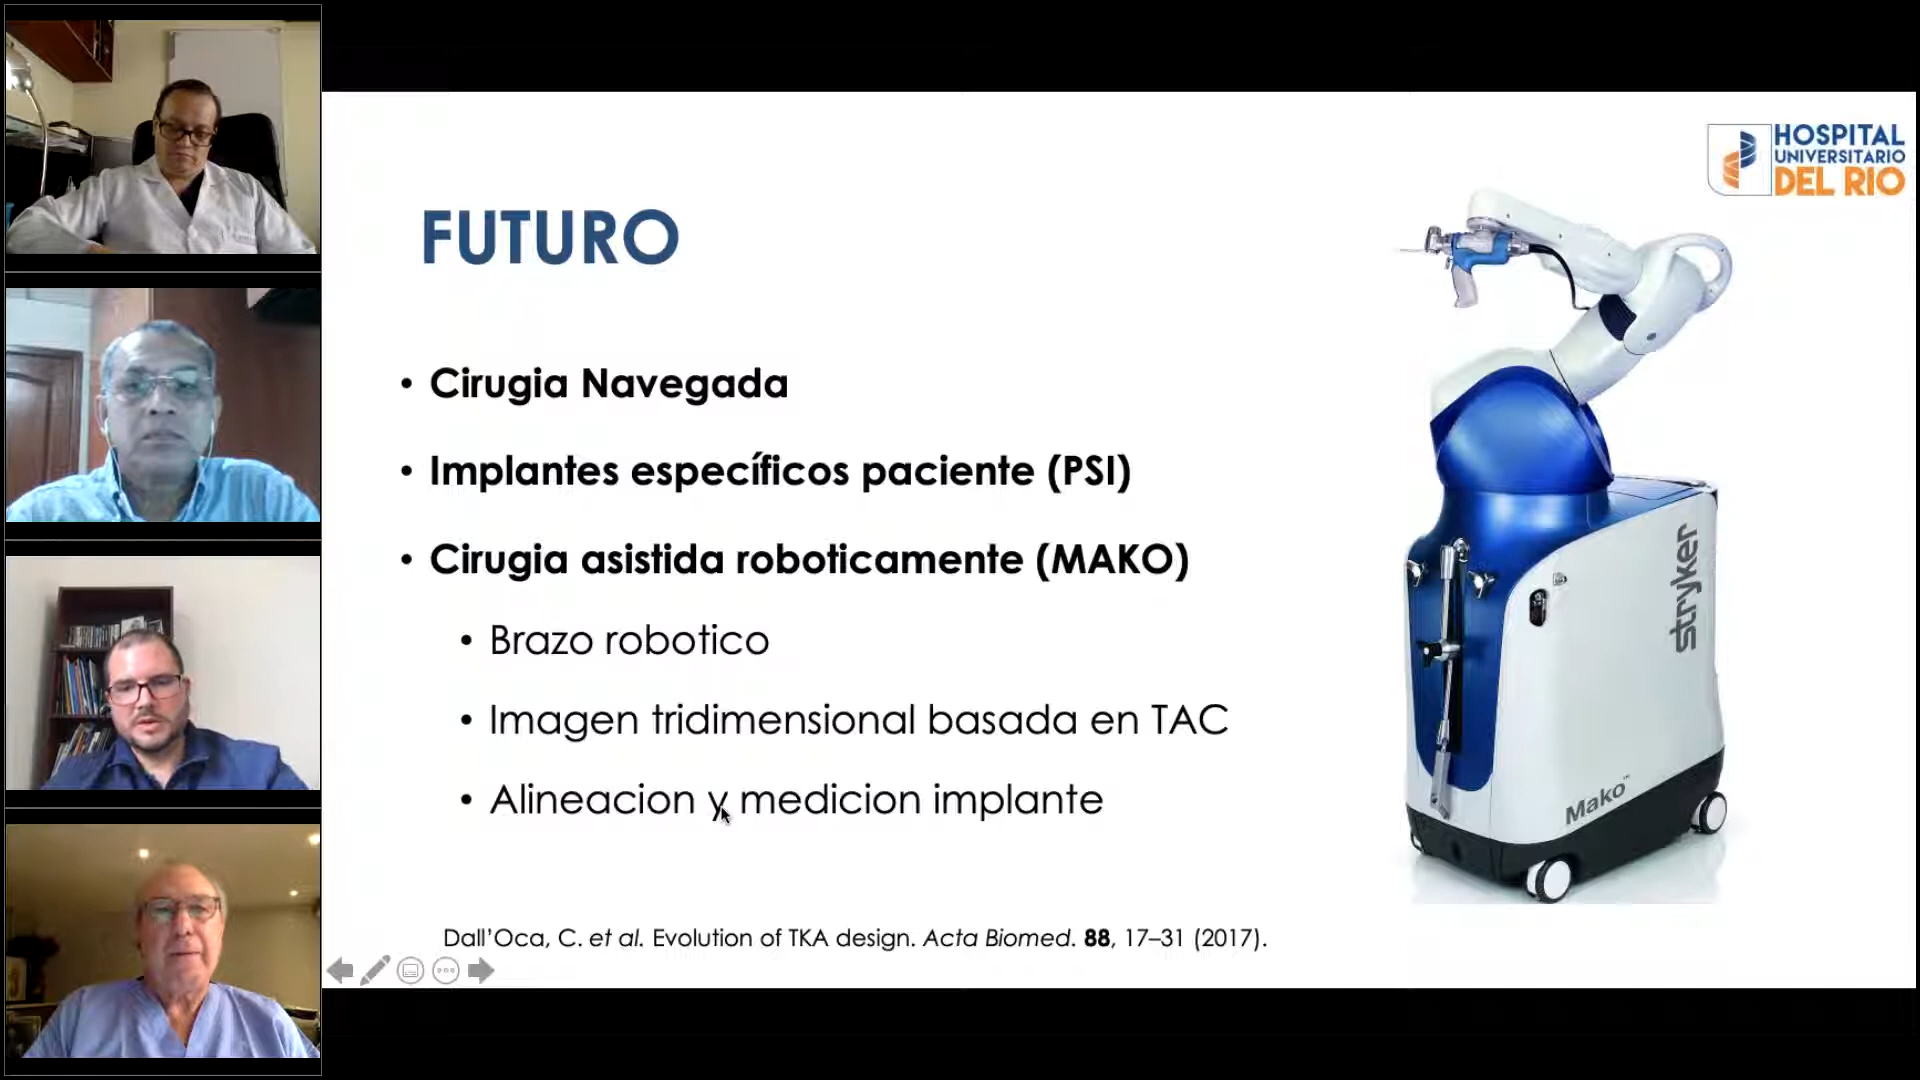 HOSPITAL
UNIVERSITARIO
DEL RIO
FUTURO
• Cirugia Navegada
• Implantes específicos paciente (PSI)
• Cirugia asistida roboticamente (MAKO)
• Brazo robotico
• Imagen tridimensional basada en TAC
• Alineacion y medicion implante
stryker
Mako™
Dall’Oca, C. et al. Evolution of TKA design. Acta Biomed. 88, 17–31 (2017).